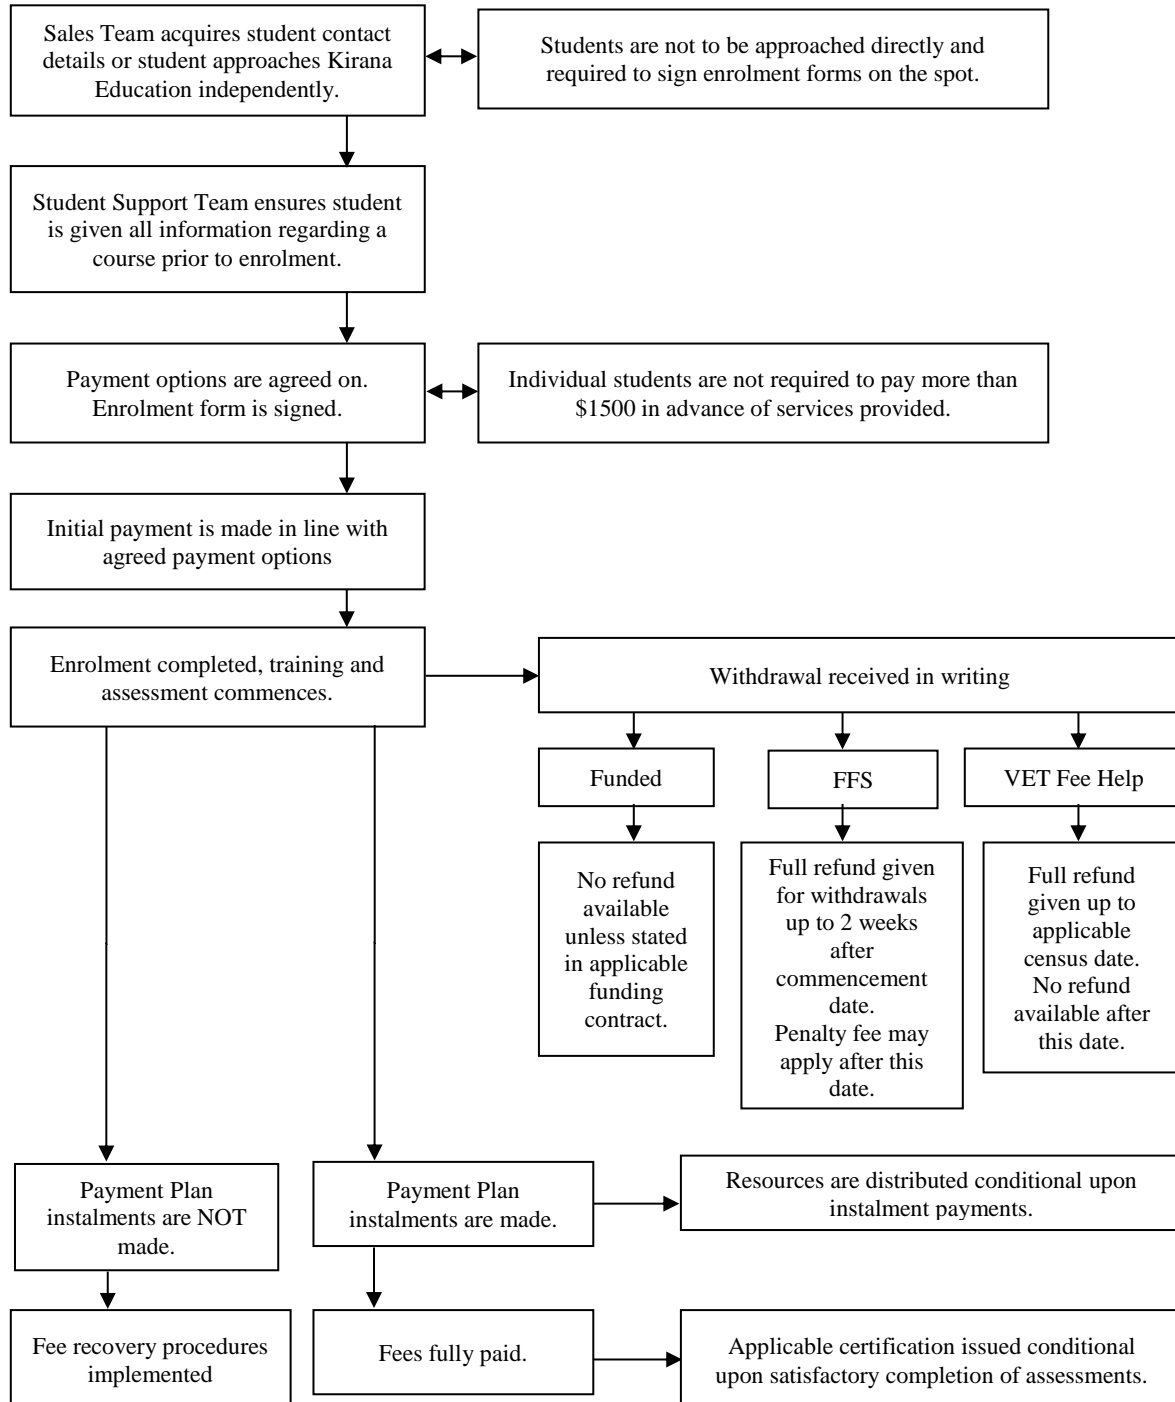 Sales Team acquires student contact
details or student approaches Kirana
Education independently.
Students are not to be approached directly and
required to sign enrolment forms on the spot.
Student Support Team ensures student
is given all information regarding a
course prior to enrolment.
Payment options are agreed on.
Enrolment form is signed.
Individual students are not required to pay more than
$1500 in advance of services provided.
Initial payment is made in line with
agreed payment options
Enrolment completed, training and
assessment commences.
Withdrawal received in writing
Funded
FFS
VET Fee Help
No refund
available
unless stated
in applicable
funding
contract.
Full refund given
for withdrawals
up to 2 weeks
after
commencement
date.
Penalty fee may
apply after this
date.
Full refund
given up to
applicable
census date.
No refund
available after
this date.
Payment Plan
instalments are NOT
made.
Payment Plan
instalments are made.
Resources are distributed conditional upon
instalment payments.
Fee recovery procedures
implemented
Fees fully paid.
Applicable certification issued conditional
upon satisfactory completion of assessments.